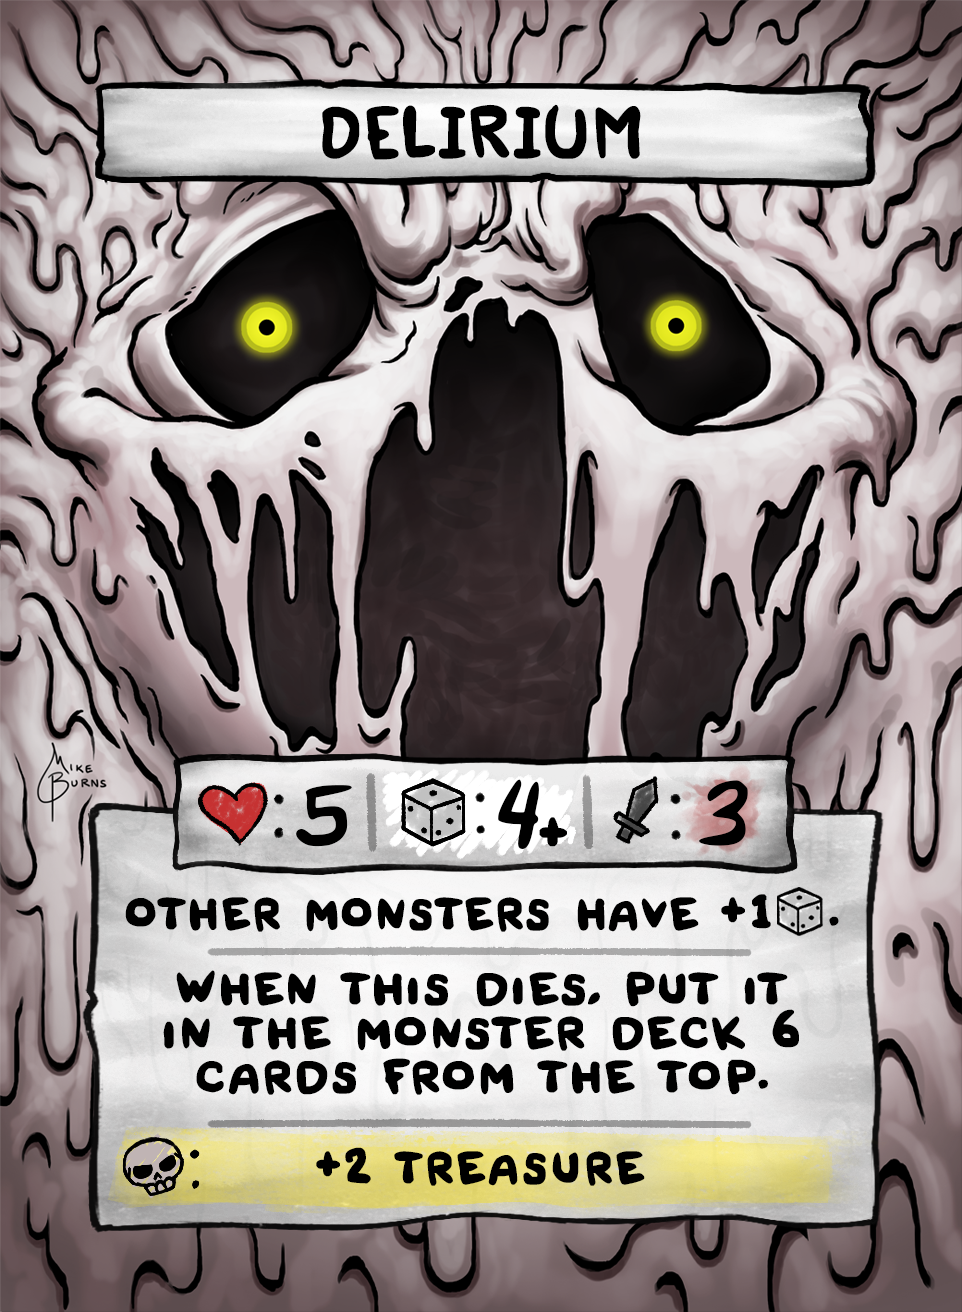 DELIRIUM
MIKE
BURNS
: 5 : 4+ : 3
OTHER MONSTERS HAVE +1 .
WHEN THIS DIES, PUT IT
IN THE MONSTER DECK 6
CARDS FROM THE TOP.
: +2 TREASURE